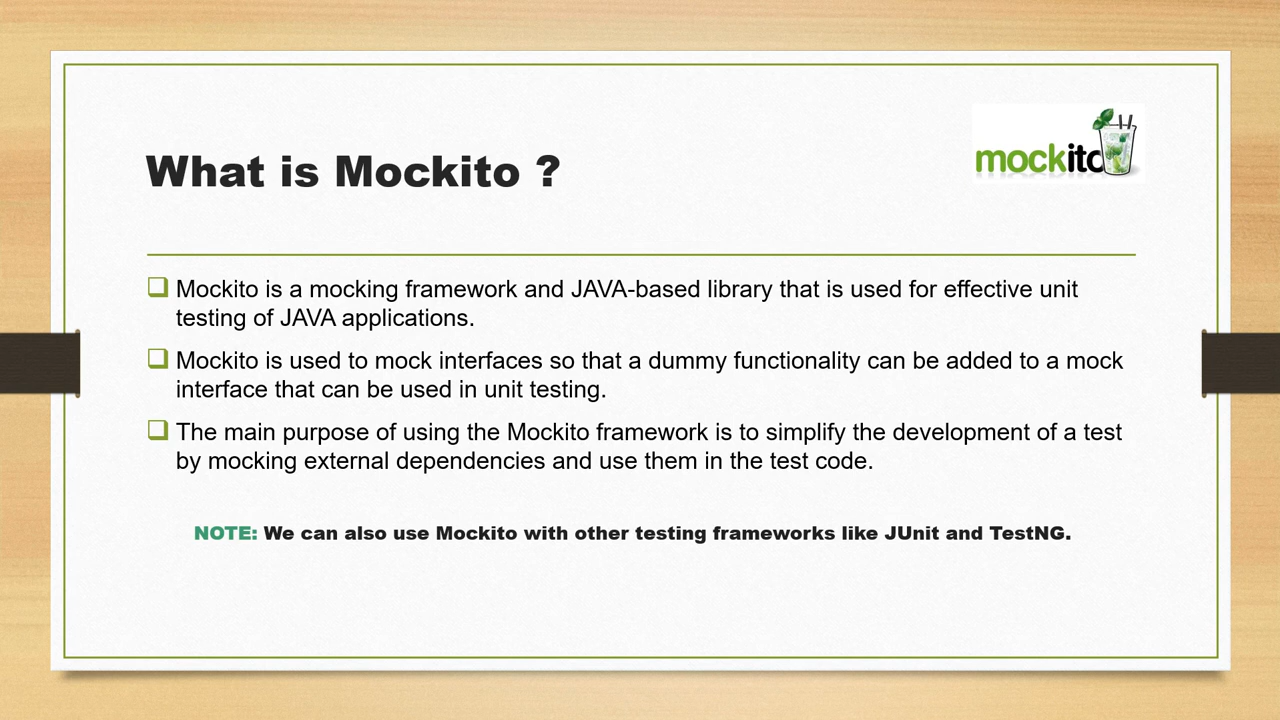 mockito
What is Mockito ?
Mockito is a mocking framework and JAVA-based library that is used for effective unit
testing of JAVA applications.
Mockito is used to mock interfaces so that a dummy functionality can be added to a mock
interface that can be used in unit testing.
The main purpose of using the Mockito framework is to simplify the development of a test
by mocking external dependencies and use them in the test code.
NOTE: We can also use Mockito with other testing frameworks like JUnit and TestNG.